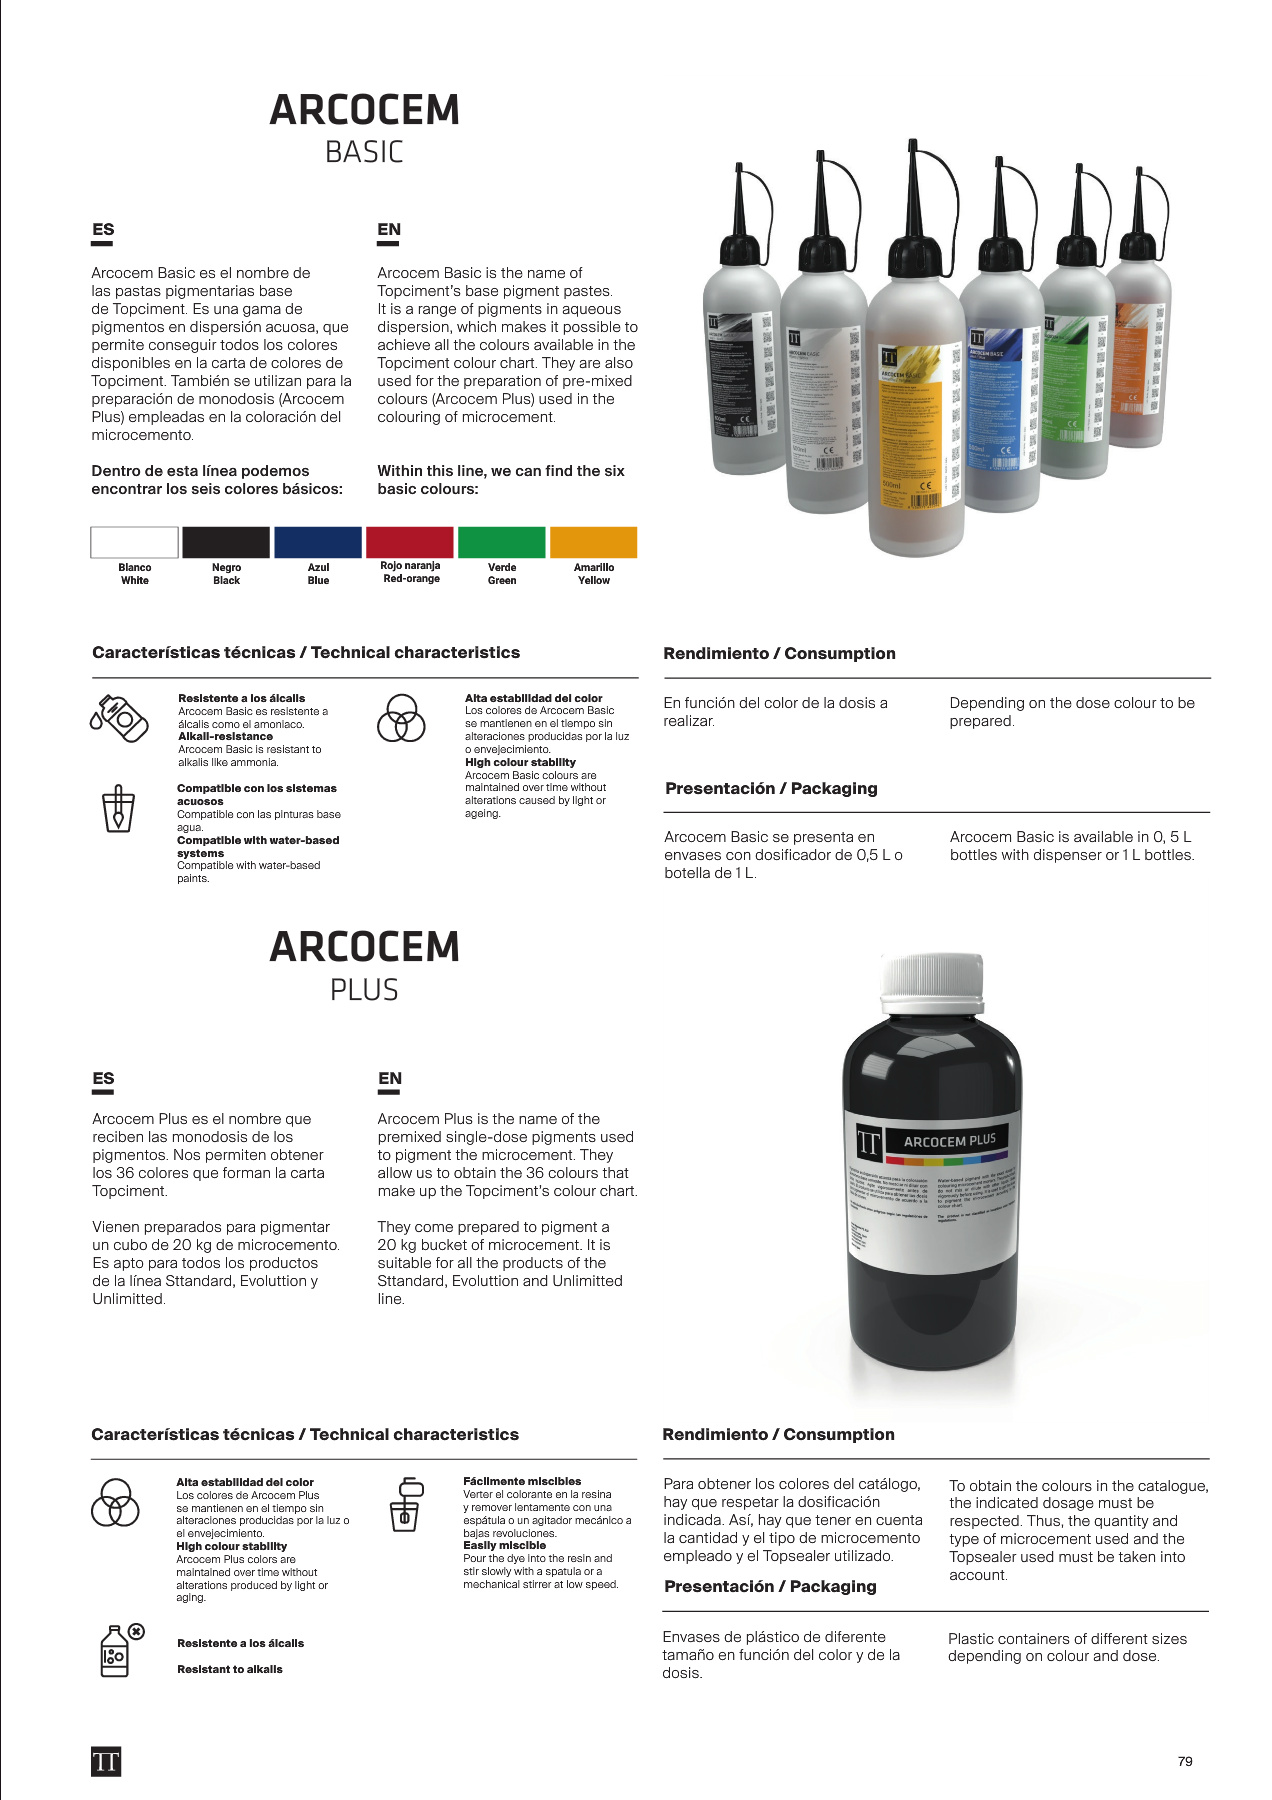 ARCOCEM
BASIC
ES
Arcocem Basic es el nombre de
las pastas pigmentarias base
de Topciment. Es una gama de
pigmentos en dispersión acuosa, que
permite conseguir todos los colores
disponibles en la carta de colores de
Topciment. También se utilizan para la
preparación de monodosis (Arcocem
Plus) empleadas en la coloración del
microcemento.
Dentro de esta línea podemos
encontrar los seis colores básicos:
EN
Arcocem Basic is the name of
Topciment's base pigment pastes.
It is a range of pigments in aqueous
dispersion, which makes it possible to
achieve all the colours available in the
Topciment colour chart. They are also
used for the preparation of pre-mixed
colours (Arcocem Plus) used in the
colouring of microcement.
Within this line, we can find the six
basic colours:
Blanco
White
Negro
Black
Azul
Blue
Rojo naranja
Red-orange
Verde
Green
Amarillo
Yellow
ARCOCEM BASIC
ARCOCEM BASIC
ARCOCEM BASIC
500ml
500ml
500ml
Características técnicas / Technical characteristics
Resistente a los álcalis
Arcocem Basic es resistente a
álcalis como el amoniaco.
Alkali-resistance
Arcocem Basic is resistant to
alkalis like ammonia.
Compatible con los sistemas
acuosos
Compatible con las pinturas base
agua.
Compatible with water-based
systems
Compatible with water-based
paints.
Alta estabilidad del color
Los colores de Arcocem Basic
se mantienen en el tiempo sin
alteraciones producidas por la luz
o envejecimiento.
High colour stability
Arcocem Basic colours are
maintained over time without
alterations caused by light or
ageing.
Rendimiento / Consumption
En función del color de la dosis a
realizar.
Depending on the dose colour to be
prepared.
Presentación / Packaging
Arcocem Basic se presenta en
envases con dosificador de 0,5 L o
botella de 1 L.
Arcocem Basic is available in 0, 5 L
bottles with dispenser or 1 L bottles.
ARCOCEM
PLUS
ES
Arcocem Plus es el nombre que
reciben las monodosis de los
pigmentos. Nos permiten obtener
los 36 colores que forman la carta
Topciment.
Vienen preparados para pigmentar
un cubo de 20 kg de microcemento.
Es apto para todos los productos
de la línea Sttandard, Evoluttion y
Unlimitted.
EN
Arcocem Plus is the name of the
premixed single-dose pigments used
to pigment the microcement. They
allow us to obtain the 36 colours that
make up the Topciment's colour chart.
They come prepared to pigment a
20 kg bucket of microcement. It is
suitable for all the products of the
Sttandard, Evoluttion and Unlimitted
line.
TT ARCOCEM PLUS
Características técnicas / Technical characteristics
Alta estabilidad del color
Los colores de Arcocem Plus
se mantienen en el tiempo sin
alteraciones producidas por la luz o
el envejecimiento.
High colour stability
Arcocem Plus colors are
maintained over time without
alterations produced by light or
aging.
Resistente a los álcalis
Resistant to alkalis
Fácilmente miscibles
Verter el colorante en la resina
y remover lentamente con una
espátula o un agitador mecánico a
bajas revoluciones.
Easily miscible
Pour the dye into the resin and
stir slowly with a spatula or a
mechanical stirrer at low speed.
Rendimiento / Consumption
Para obtener los colores del catálogo,
hay que respetar la dosificación
indicada. Así, hay que tener en cuenta
la cantidad y el tipo de microcemento
empleado y el Topsealer utilizado.
To obtain the colours in the catalogue,
the indicated dosage must be
respected. Thus, the quantity and
type of microcement used and the
Topsealer used must be taken into
account.
Presentación / Packaging
Envases de plástico de diferente
tamaño en función del color y de la
dosis.
Plastic containers of different sizes
depending on colour and dose.
TT
79